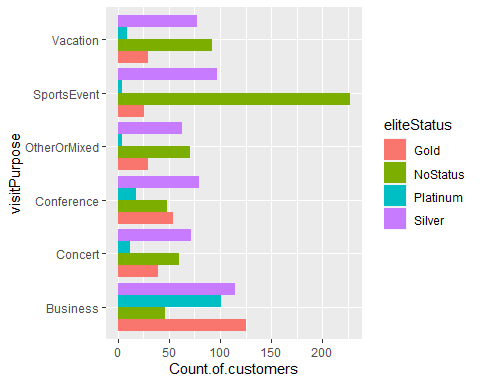 Vacation
SportsEvent
OtherOrMixed
Conference
Concert
Business
visitPurpose
0 50 100 150 200
Count.of.customers
eliteStatus
Gold
NoStatus
Platinum
Silver